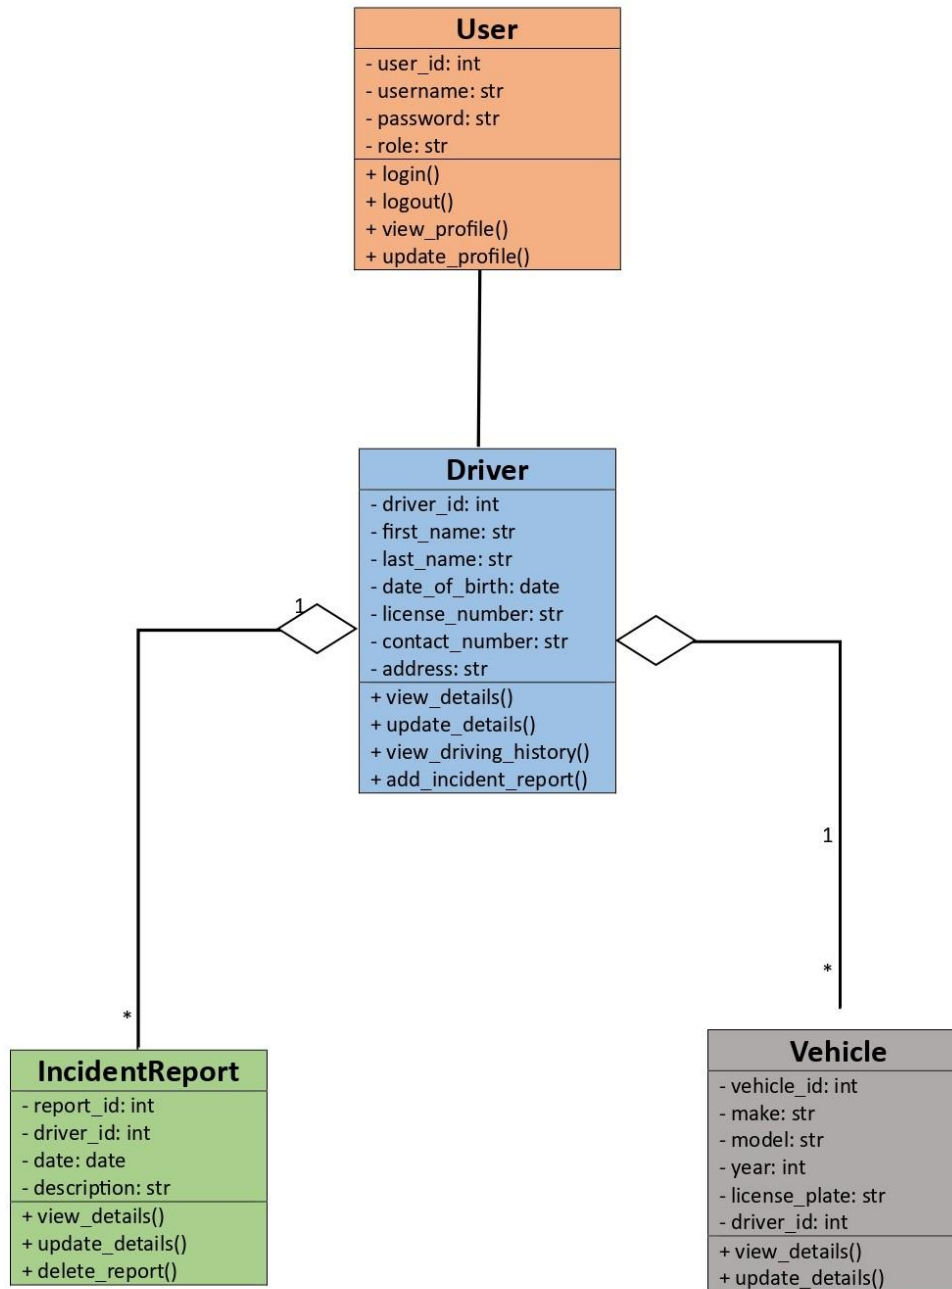 User
- user_id: int
- username: str
- password: str
- role: str
+ login()
+ logout()
+ view_profile()
+ update_profile()
Driver
- driver_id: int
- first_name: str
- last_name: str
- date_of_birth: date
- license_number: str
- contact_number: str
- address: str
+ view_details()
+ update_details()
+ view_driving_history()
+ add_incident_report()
1
1
*
*
IncidentReport
- report_id: int
- driver_id: int
- date: date
- description: str
+ view_details()
+ update_details()
+ delete_report()
Vehicle
- vehicle_id: int
- make: str
- model: str
- year: int
- license_plate: str
- driver_id: int
+ view_details()
+ update_details()